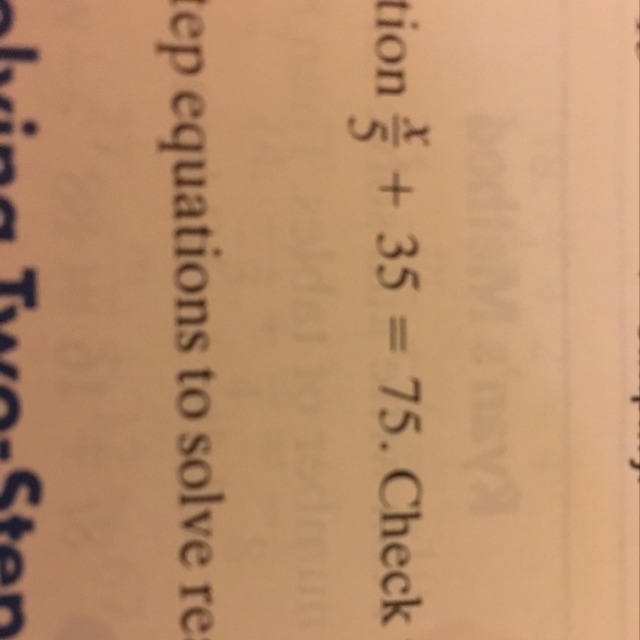 tion x/5 + 35 = 75. Check
tep equations to solve re
olving Two-Step